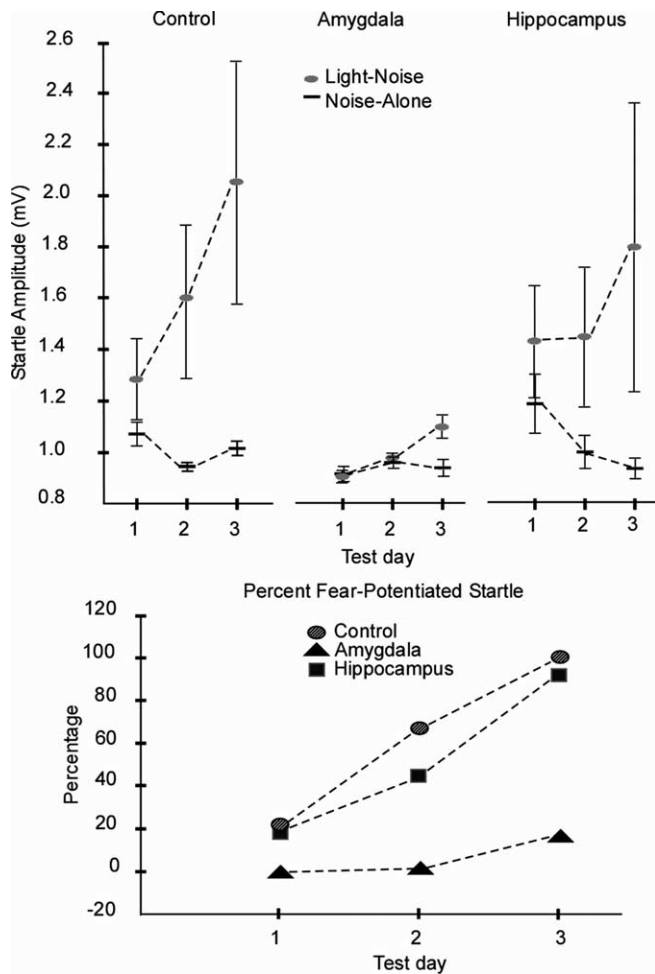 Control Amygdala Hippocampus
2.6
2.4
2.2
2.0
1.8
1.6
1.4
1.2
1.0
0.8
Startle Amplitude (mV)
Light-Noise
Noise-Alone
1 2 3 1 2 3 1 2 3
Test day
Percent Fear-Potentiated Startle
120
100
80
60
40
20
0
-20
Percentage
Control
Amygdala
Hippocampus
1 2 3
Test day